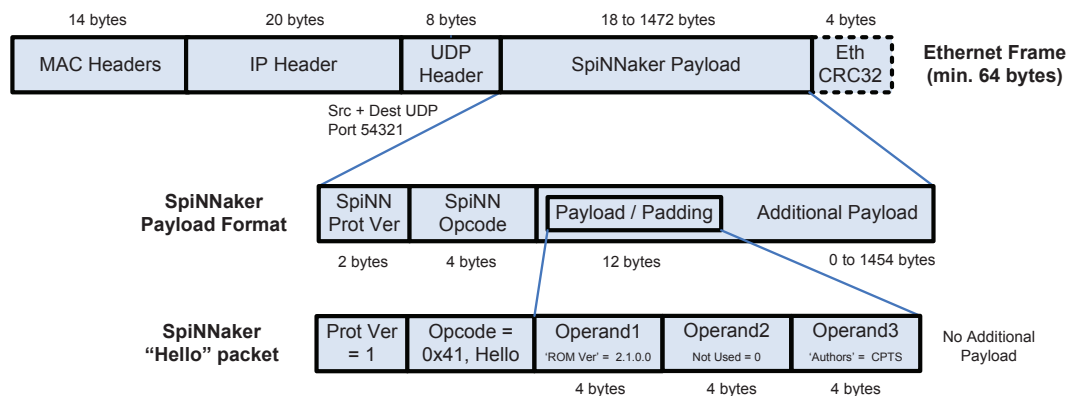 14 bytes
20 bytes
8 bytes
18 to 1472 bytes
4 bytes
MAC Headers
IP Header
UDP
Header
SpiNNaker Payload
Eth
CRC32
Ethernet Frame
(min. 64 bytes)
Src + Dest UDP
Port 54321
SpiNNaker
Payload Format
SpiNN
Prot Ver
SpiNN
Opcode
Payload / Padding
Additional Payload
2 bytes
4 bytes
12 bytes
0 to 1454 bytes
SpiNNaker
“Hello” packet
Prot Ver
= 1
Opcode =
0x41, Hello
Operand1
‘ROM Ver’ = 2.1.0.0
Operand2
Not Used = 0
Operand3
‘Authors’ = CPTS
No Additional
Payload
4 bytes
4 bytes
4 bytes